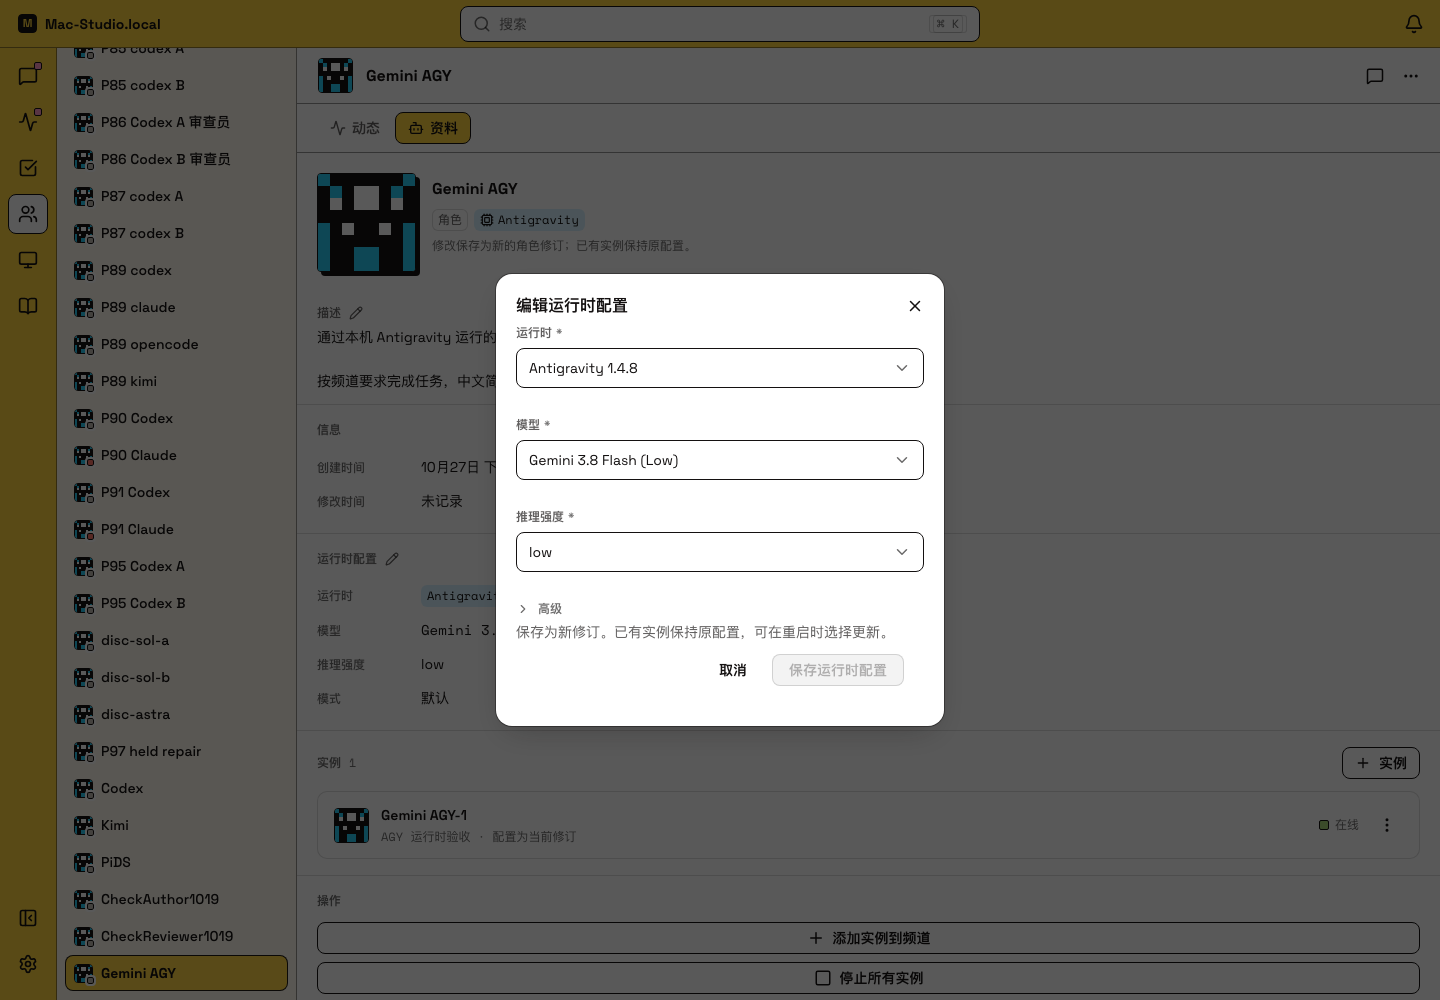 M Mac-Studio.local
搜索
⌘ K
P85 codex A
P85 codex B
P86 Codex A 审查员
P86 Codex B 审查员
P87 codex A
P87 codex B
P89 codex
P89 claude
P89 opencode
P89 kimi
P90 Codex
P90 Claude
P91 Codex
P91 Claude
P95 Codex A
P95 Codex B
disc-sol-a
disc-sol-b
disc-astra
P97 held repair
Codex
Kimi
PiDS
CheckAuthor1019
CheckReviewer1019
Gemini AGY
Gemini AGY
动态
资料
Gemini AGY
角色
Antigravity
修改保存为新的角色修订；已有实例保持原配置。
描述
通过本机 Antigravity 运行的
按频道要求完成任务，中文简
信息
创建时间
10月27日 下
修改时间
未记录
运行时配置
运行时
Antigravit
模型
Gemini 3.
推理强度
low
模式
默认
编辑运行时配置
运行时 *
Antigravity 1.4.8
模型 *
Gemini 3.8 Flash (Low)
推理强度 *
low
高级
保存为新修订。已有实例保持原配置，可在重启时选择更新。
取消
保存运行时配置
实例 1
实例
Gemini AGY-1
AGY 运行时验收 · 配置为当前修订
在线
操作
添加实例到频道
停止所有实例